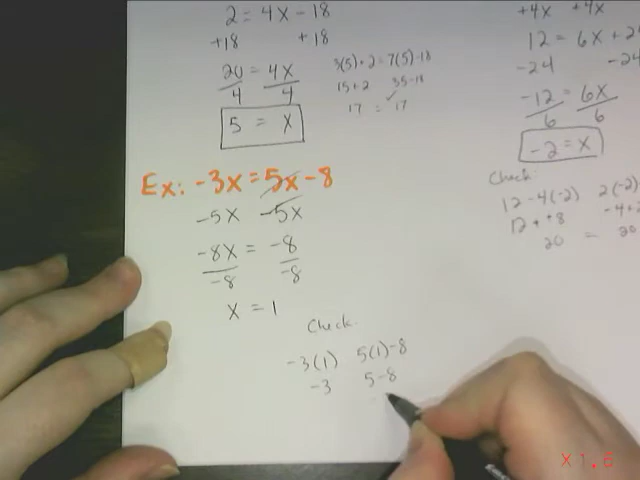 2 = 4x - 18
+18 +18
20 = 4x
4 4
5 = x
3(5) + 2 = 7(5) - 18
15 + 2 35 - 18
17 = 17
✓
+4x +4x
12 = 6x + 24
-24 -24
-12 = 6x
6 6
-2 = x
Check:
12 - 4(-2) 2(-2)
12 + +8 -4 + 2
20 = 20
Ex: -3x = 5x - 8
-5x -5x
-8x = -8
-8 -8
x = 1
Check:
-3(1) 5(1) - 8
-3 5 - 8
x1.6